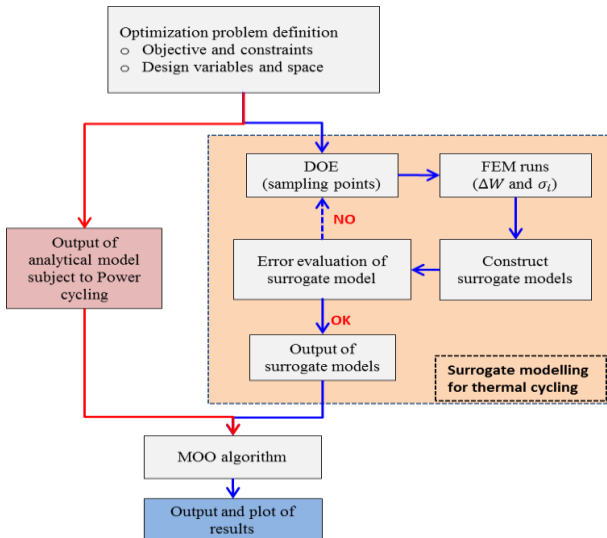 Optimization problem definition
o Objective and constraints
o Design variables and space
DOE
(sampling points)
FEM runs
(ΔW and σᵢ)
NO
Output of
analytical model
subject to Power
cycling
Error evaluation of
surrogate model
Construct
surrogate models
OK
Output of
surrogate models
Surrogate modelling
for thermal cycling
MOO algorithm
Output and plot of
results